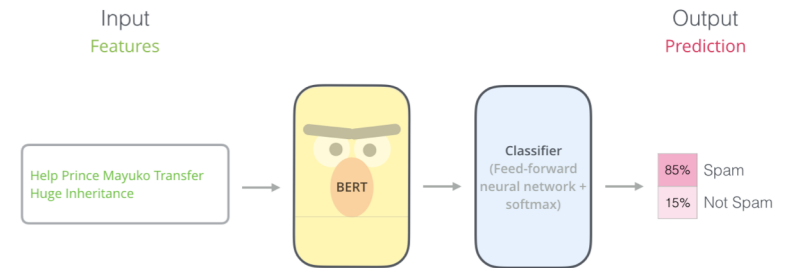 Input
Features
Output
Prediction
Help Prince Mayuko Transfer
Huge Inheritance
BERT
Classifier
(Feed-forward
neural network +
softmax)
85% Spam
15% Not Spam